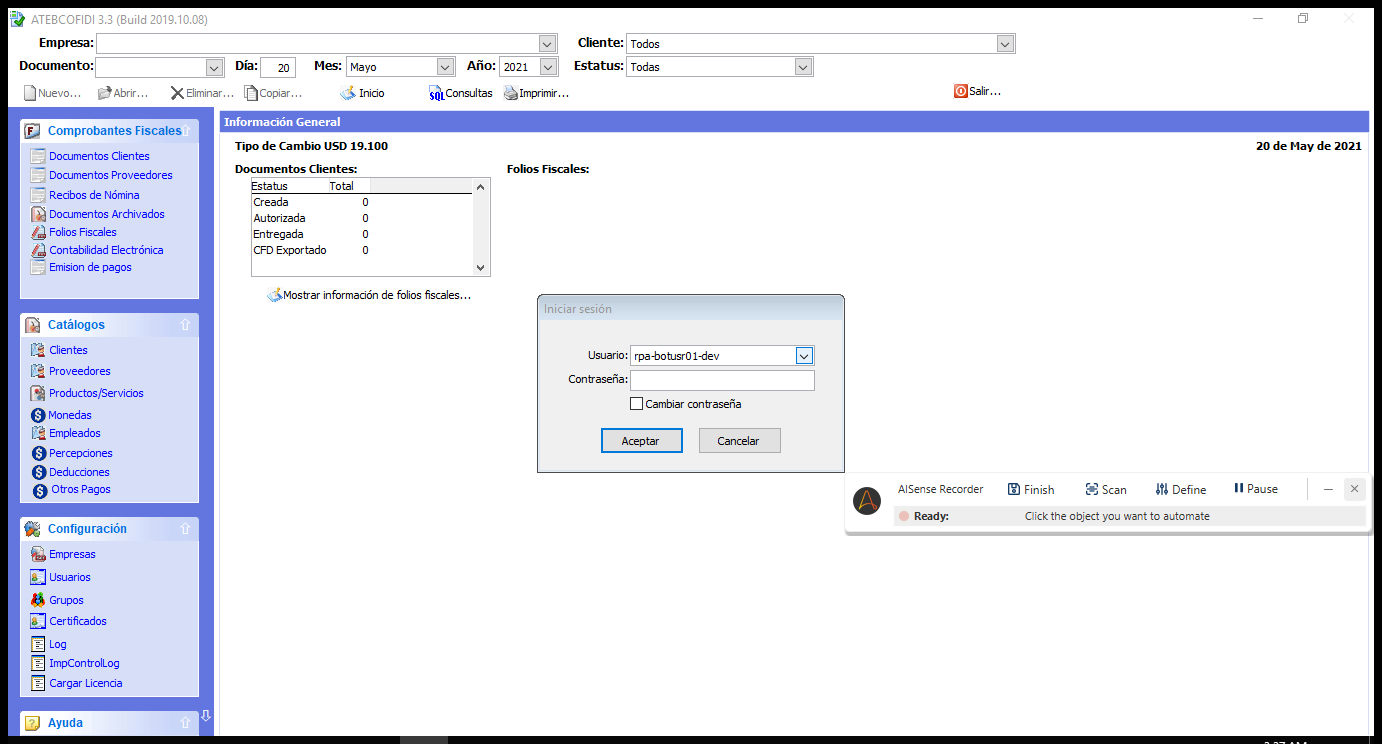 ATEBCOFIDI 3.3 (Build 2019.10.08)
Empresa: Cliente: Todos
Documento: Día: 20 Mes: Mayo Año: 2021 Estatus: Todas
Nuevo... Abrir... Eliminar... Copiar... Inicio SQL Consultas Imprimir... Salir...
Comprobantes Fiscales
Documentos Clientes
Documentos Proveedores
Recibos de Nómina
Documentos Archivados
Folios Fiscales
Contabilidad Electrónica
Emision de pagos
Catálogos
Clientes
Proveedores
Productos/Servicios
Monedas
Empleados
Percepciones
Deducciones
Otros Pagos
Configuración
Empresas
Usuarios
Grupos
Certificados
Log
ImpControlLog
Cargar Licencia
Ayuda
Información General
Tipo de Cambio USD 19.100 20 de May de 2021
Documentos Clientes: Folios Fiscales:
Estatus Total
Creada 0
Autorizada 0
Entregada 0
CFD Exportado 0
Mostrar información de folios fiscales...
Iniciar sesión
Usuario: rpa-botusr01-dev
Contraseña:
Cambiar contraseña
Aceptar Cancelar
AISense Recorder Finish Scan Define Pause
Ready: Click the object you want to automate